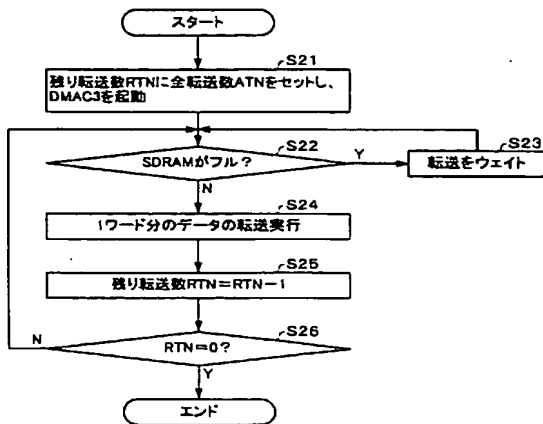 スタート
S21
残り転送数RTNに全転送数ATNをセットし、
DMAC3を起動
S22
SDRAMがフル?
Y
S23
転送をウェイト
N
S24
1ワード分のデータの転送実行
S25
残り転送数RTN=RTN-1
S26
RTN=0?
N
Y
エンド